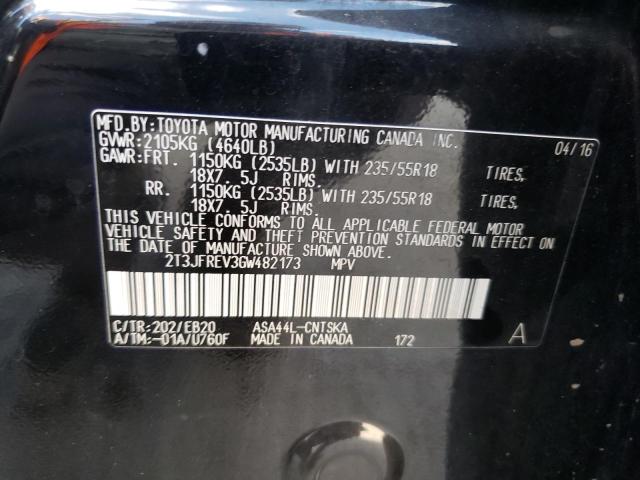 MFD.BY:TOYOTA MOTOR MANUFACTURING CANADA INC.
GVWR:2105KG (4640LB) 04/16
GAWR:FRT. 1150KG (2535LB) WITH 235/55R18 TIRES,
18X7. 5J RIMS.
RR. 1150KG (2535LB) WITH 235/55R18 TIRES,
18X7. 5J RIMS.
THIS VEHICLE CONFORMS TO ALL APPLICABLE FEDERAL MOTOR
VEHICLE SAFETY AND THEFT PREVENTION STANDARDS IN EFFECT ON
THE DATE OF MANUFACTURE SHOWN ABOVE.
2T3JFREV3GW482173 MPV
C/TR:202/EB20 ASA44L-CNTSKA
A/TM:-01A/U760F MADE IN CANADA 172 A